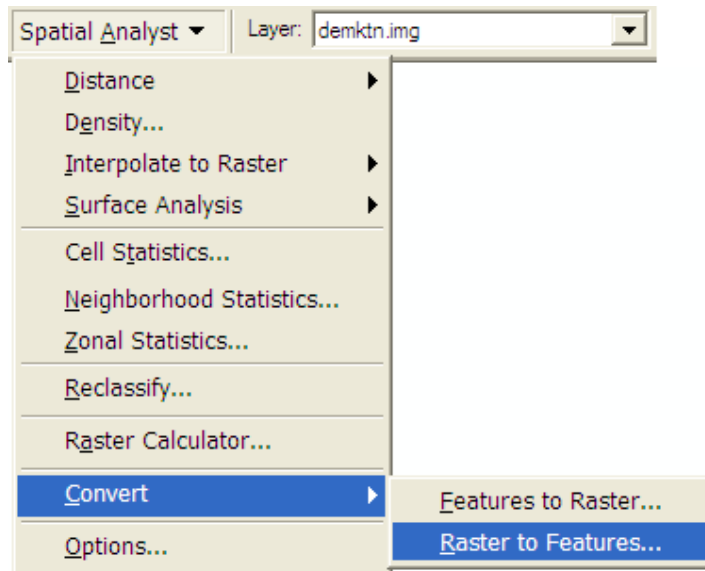 Spatial Analyst Layer: demktn.img
Distance
Density...
Interpolate to Raster
Surface Analysis
Cell Statistics...
Neighborhood Statistics...
Zonal Statistics...
Reclassify...
Raster Calculator...
Convert
Features to Raster...
Options...
Raster to Features...